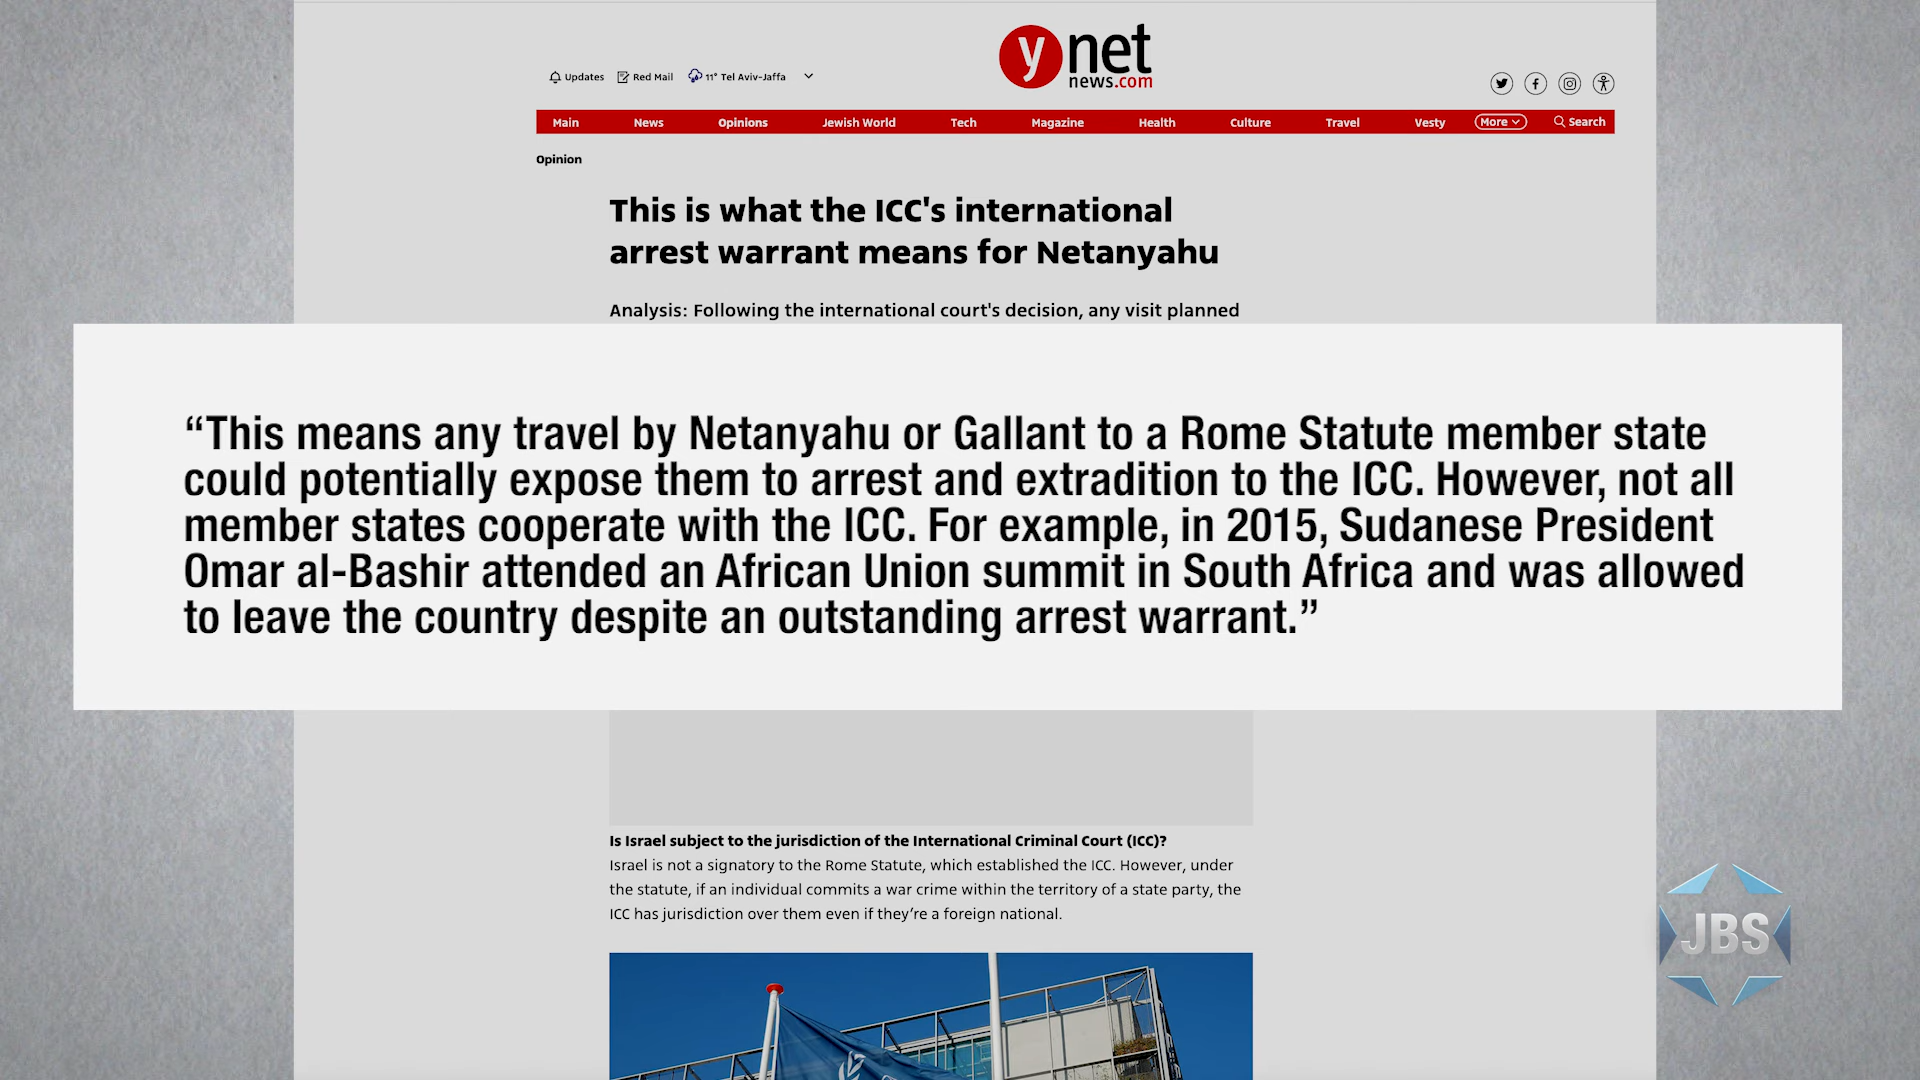 ynet
news.com
Updates Red Mail 11° Tel Aviv-Jaffa
Main News Opinions Jewish World Tech Magazine Health Culture Travel Vesty More Search
Opinion
This is what the ICC's international
arrest warrant means for Netanyahu
Analysis: Following the international court's decision, any visit planned
“This means any travel by Netanyahu or Gallant to a Rome Statute member state
could potentially expose them to arrest and extradition to the ICC. However, not all
member states cooperate with the ICC. For example, in 2015, Sudanese President
Omar al-Bashir attended an African Union summit in South Africa and was allowed
to leave the country despite an outstanding arrest warrant.”
Is Israel subject to the jurisdiction of the International Criminal Court (ICC)?
Israel is not a signatory to the Rome Statute, which established the ICC. However, under
the statute, if an individual commits a war crime within the territory of a state party, the
ICC has jurisdiction over them even if they’re a foreign national.
JBS